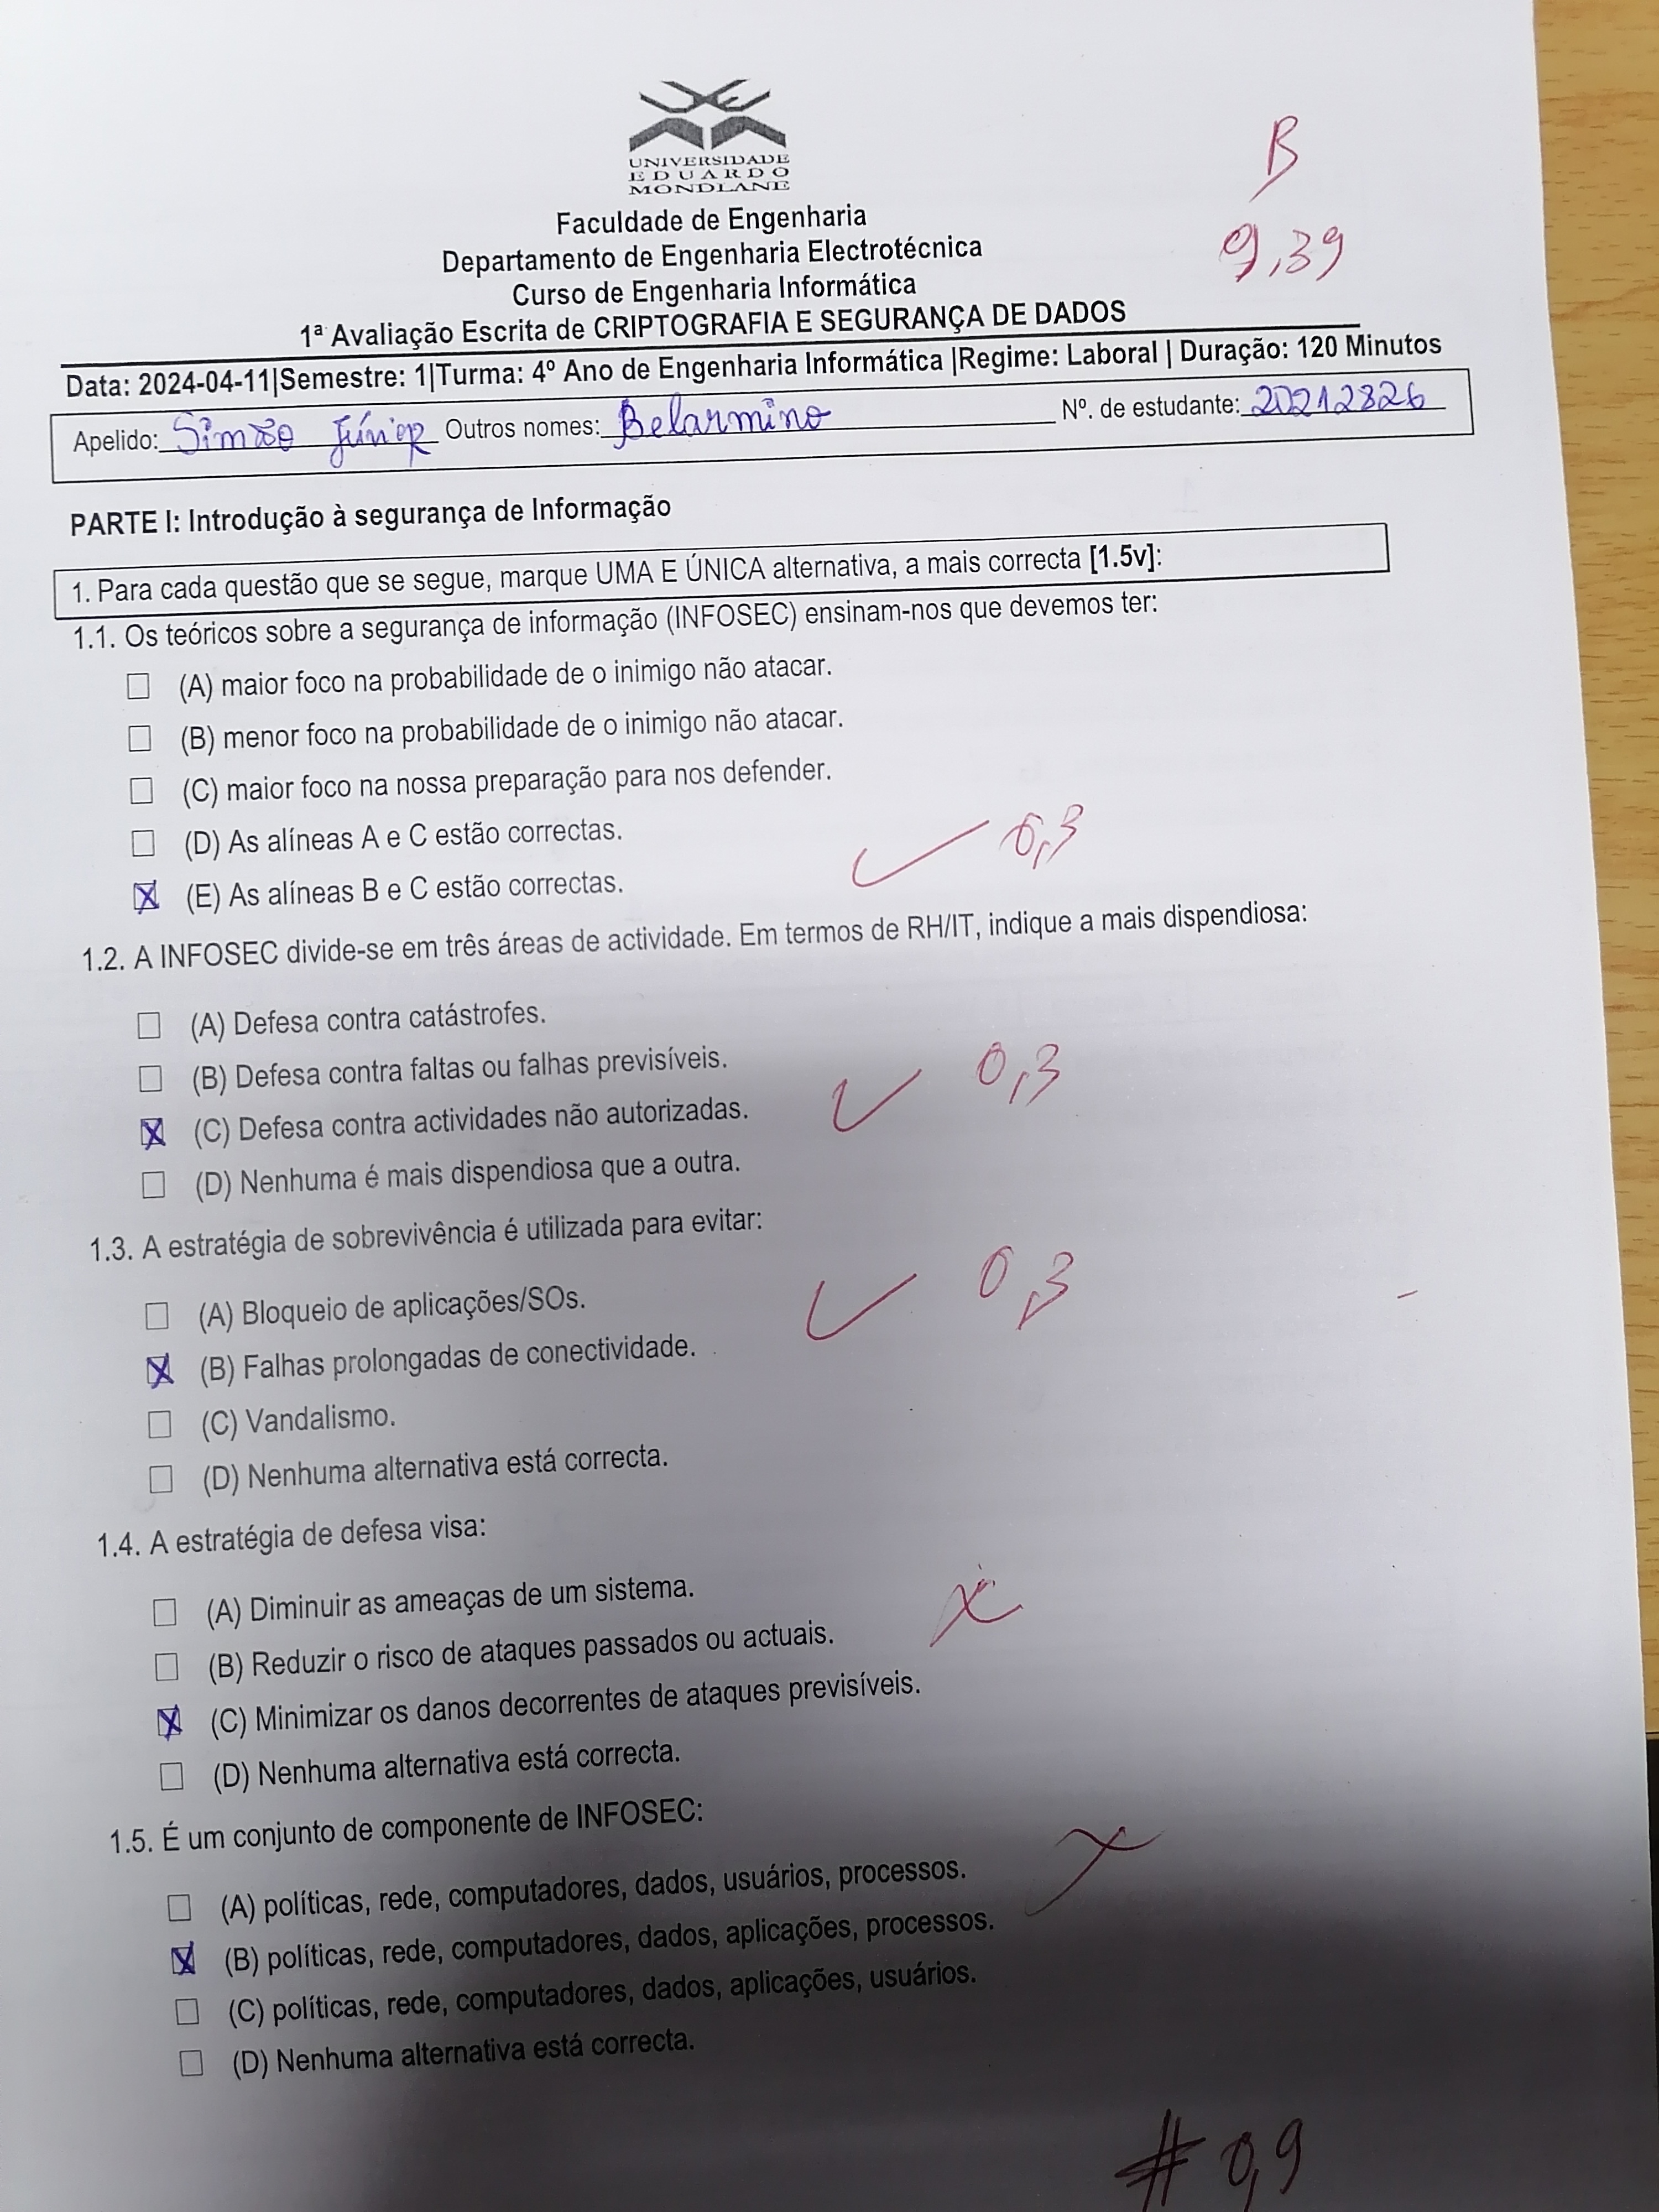 UNIVERSIDADE
EDUARDO
MONDLANE
B
9,39
Faculdade de Engenharia
Departamento de Engenharia Electrotécnica
Curso de Engenharia Informática
1ª Avaliação Escrita de CRIPTOGRAFIA E SEGURANÇA DE DADOS
Data: 2024-04-11|Semestre: 1|Turma: 4º Ano de Engenharia Informática |Regime: Laboral | Duração: 120 Minutos
Apelido: Simão Júnior Outros nomes: Belarmino Nº. de estudante: 20212826
PARTE I: Introdução à segurança de Informação
1. Para cada questão que se segue, marque UMA E ÚNICA alternativa, a mais correcta [1.5v]:
1.1. Os teóricos sobre a segurança de informação (INFOSEC) ensinam-nos que devemos ter:
(A) maior foco na probabilidade de o inimigo não atacar.
(B) menor foco na probabilidade de o inimigo não atacar.
(C) maior foco na nossa preparação para nos defender.
(D) As alíneas A e C estão correctas.
X (E) As alíneas B e C estão correctas. 0,3
1.2. A INFOSEC divide-se em três áreas de actividade. Em termos de RH/IT, indique a mais dispendiosa:
(A) Defesa contra catástrofes.
(B) Defesa contra faltas ou falhas previsíveis. 0,3
X (C) Defesa contra actividades não autorizadas.
(D) Nenhuma é mais dispendiosa que a outra.
1.3. A estratégia de sobrevivência é utilizada para evitar:
(A) Bloqueio de aplicações/SOs. 0,3
X (B) Falhas prolongadas de conectividade.
(C) Vandalismo.
(D) Nenhuma alternativa está correcta.
1.4. A estratégia de defesa visa:
(A) Diminuir as ameaças de um sistema.
(B) Reduzir o risco de ataques passados ou actuais.
X (C) Minimizar os danos decorrentes de ataques previsíveis.
(D) Nenhuma alternativa está correcta.
1.5. É um conjunto de componente de INFOSEC:
(A) políticas, rede, computadores, dados, usuários, processos.
X (B) políticas, rede, computadores, dados, aplicações, processos.
(C) políticas, rede, computadores, dados, aplicações, usuários.
(D) Nenhuma alternativa está correcta.
# 0,9